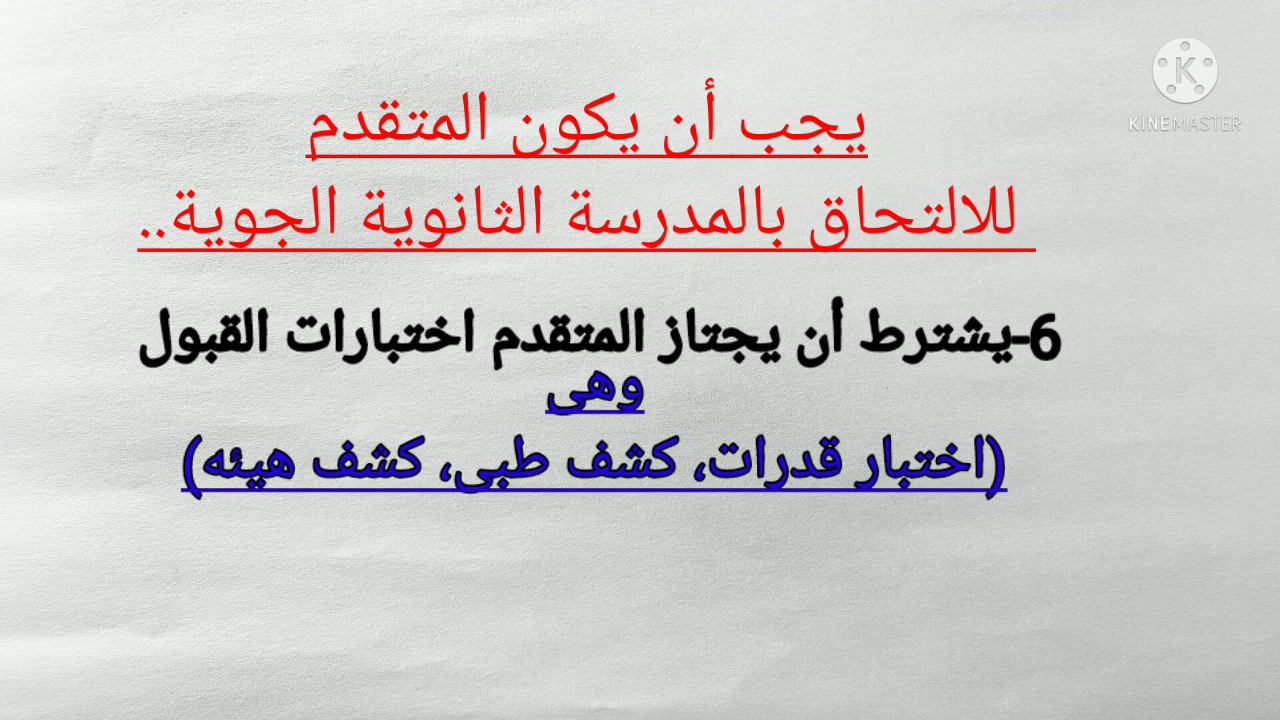 يجب أن يكون المتقدم
للالتحاق بالمدرسة الثانوية الجوية..
6-يشترط أن يجتاز المتقدم اختبارات القبول
وهى
(اختبار قدرات، كشف طبى، كشف هيئه)
K
KINEMASTER